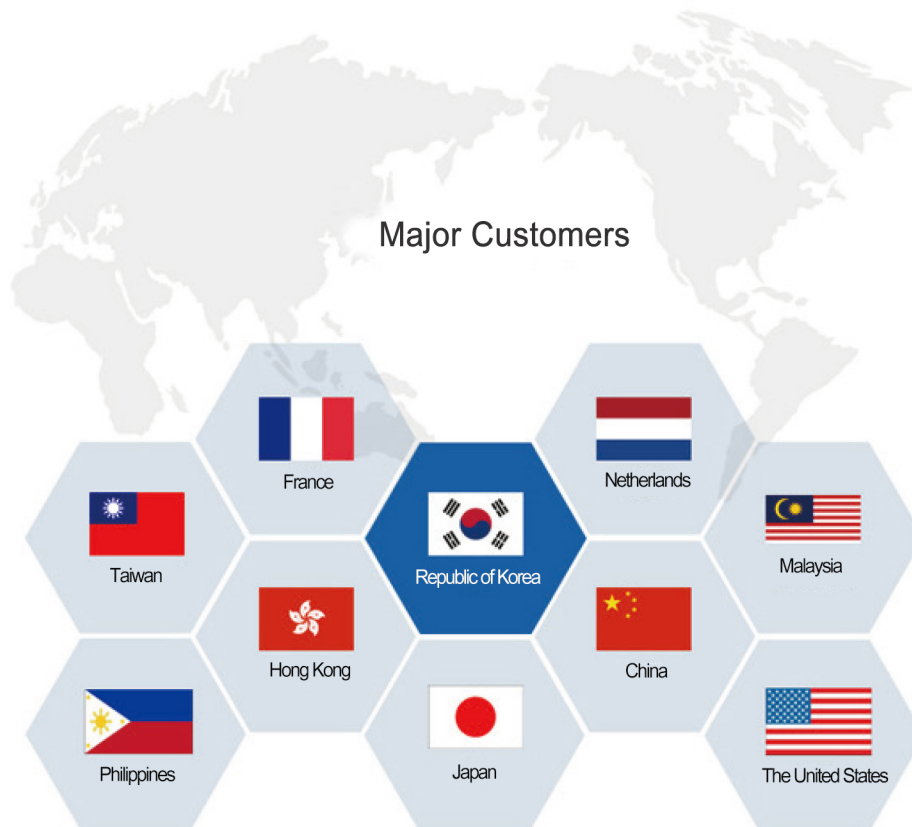 Major Customers
France
Netherlands
Taiwan
Republic of Korea
Malaysia
Hong Kong
China
Philippines
Japan
The United States